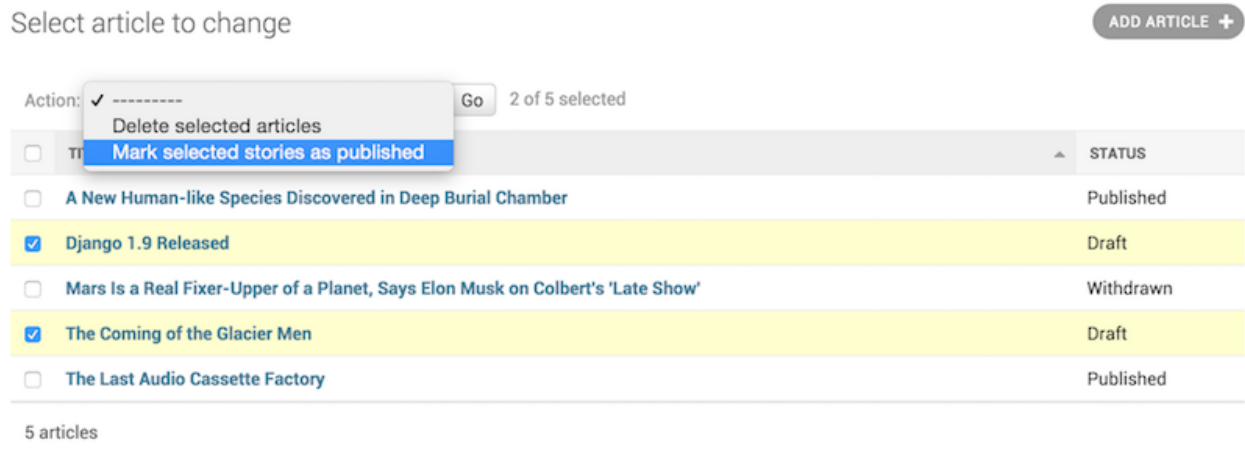 Select article to change
ADD ARTICLE +
Action: ✓ ---------
Go 2 of 5 selected
Delete selected articles
Mark selected stories as published
STATUS
A New Human-like Species Discovered in Deep Burial Chamber Published
Django 1.9 Released Draft
Mars Is a Real Fixer-Upper of a Planet, Says Elon Musk on Colbert's 'Late Show' Withdrawn
The Coming of the Glacier Men Draft
The Last Audio Cassette Factory Published
5 articles